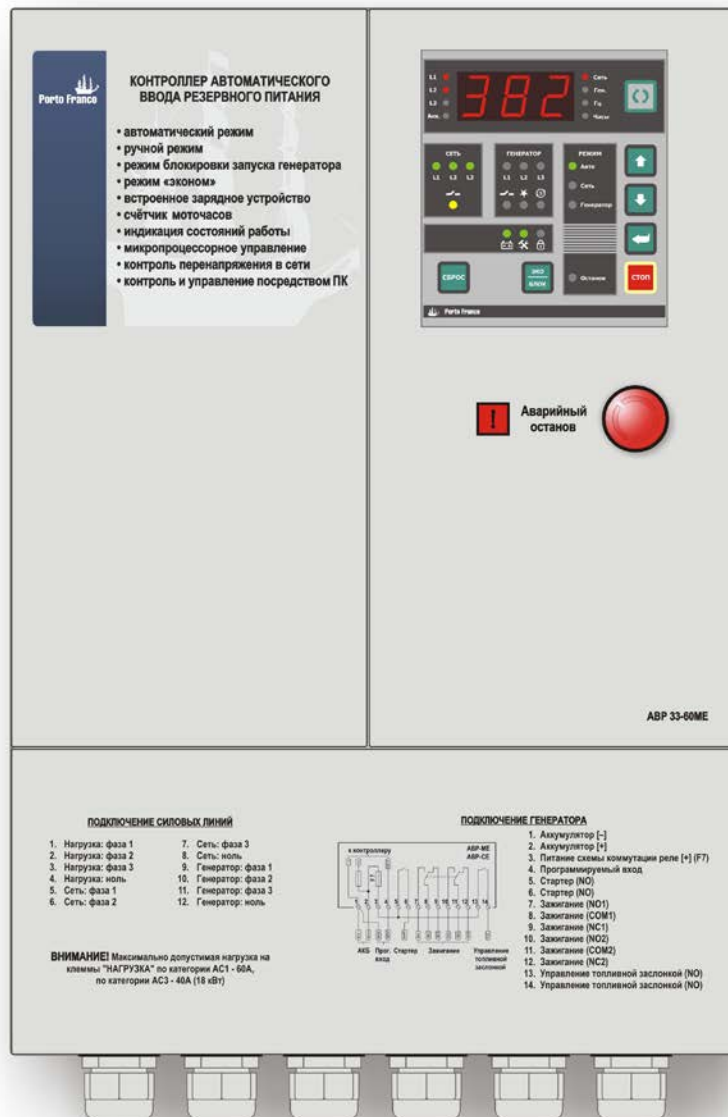 Porto Franco
КОНТРОЛЛЕР АВТОМАТИЧЕСКОГО
ВВОДА РЕЗЕРВНОГО ПИТАНИЯ
• автоматический режим
• ручной режим
• режим блокировки запуска генератора
• режим «эконом»
• встроенное зарядное устройство
• счётчик моточасов
• индикация состояний работы
• микропроцессорное управление
• контроль перенапряжения в сети
• контроль и управление посредством ПК
L1
L2
L3
Акк.
382
Сеть
Ген.
Гц
Часы
СЕТЬ
L1 L2 L3
ГЕНЕРАТОР
L1 L2 L3
РЕЖИМ
Авто
Сеть
Генератор
Останов
СБРОС
ЭКО
БЛОК
СТОП
Porto Franco
!
Аварийный
останов
АВР 33-60МЕ
ПОДКЛЮЧЕНИЕ СИЛОВЫХ ЛИНИЙ
1. Нагрузка: фаза 1
2. Нагрузка: фаза 2
3. Нагрузка: фаза 3
4. Нагрузка: ноль
5. Сеть: фаза 1
6. Сеть: фаза 2
7. Сеть: фаза 3
8. Сеть: ноль
9. Генератор: фаза 1
10. Генератор: фаза 2
11. Генератор: фаза 3
12. Генератор: ноль
ВНИМАНИЕ! Максимально допустимая нагрузка на
клеммы "НАГРУЗКА" по категории АС1 - 60А,
по категории АС3 - 40А (18 кВт)
ПОДКЛЮЧЕНИЕ ГЕНЕРАТОРА
к контроллеру
АВР-МЕ
АВР-СЕ
1 2 3 4 5 6 7 8 9 10 11 12 13 14
АКБ
Прог.
вход
Стартер
Зажигание
Управление
топливной
заслонкой
1. Аккумулятор [–]
2. Аккумулятор [+]
3. Питание схемы коммутации реле [+] (F7)
4. Программируемый вход
5. Стартер (NO)
6. Стартер (NO)
7. Зажигание (NO1)
8. Зажигание (COM1)
9. Зажигание (NC1)
10. Зажигание (NO2)
11. Зажигание (COM2)
12. Зажигание (NC2)
13. Управление топливной заслонкой (NO)
14. Управление топливной заслонкой (NO)